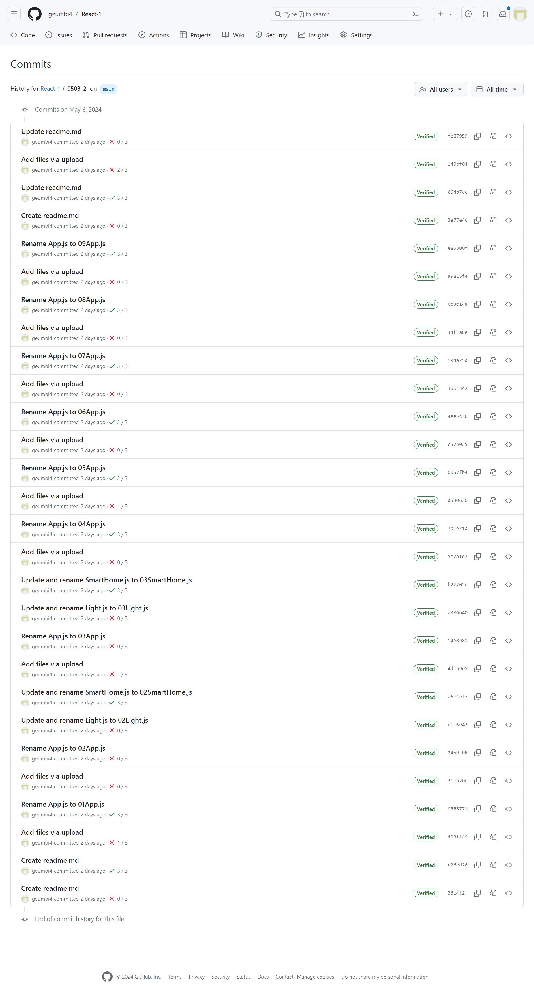 geumbi4 / React-1
Type / to search
Code Issues Pull requests Actions Projects Wiki Security Insights Settings
Commits
History for React-1 / 0503-2 on main
All users All time
Commits on May 6, 2024
Update readme.md
geumbi4 committed 2 days ago · 0 / 3
Verified fe87959
Add files via upload
geumbi4 committed 2 days ago · 2 / 3
Verified 149cf04
Update readme.md
geumbi4 committed 2 days ago · 3 / 3
Verified 064b7cc
Create readme.md
geumbi4 committed 2 days ago · 0 / 3
Verified 3e77e4c
Rename App.js to 09App.js
geumbi4 committed 2 days ago · 3 / 3
Verified e85300f
Add files via upload
geumbi4 committed 2 days ago · 0 / 3
Verified a9815f4
Rename App.js to 08App.js
geumbi4 committed 2 days ago · 3 / 3
Verified 0b3c14a
Add files via upload
geumbi4 committed 2 days ago · 0 / 3
Verified 34f1a8e
Rename App.js to 07App.js
geumbi4 committed 2 days ago · 3 / 3
Verified 194a25d
Add files via upload
geumbi4 committed 2 days ago · 0 / 3
Verified 35613c2
Rename App.js to 06App.js
geumbi4 committed 2 days ago · 3 / 3
Verified 4ee5c36
Add files via upload
geumbi4 committed 2 days ago · 0 / 3
Verified e57b025
Rename App.js to 05App.js
geumbi4 committed 2 days ago · 3 / 3
Verified 0057fb4
Add files via upload
geumbi4 committed 2 days ago · 1 / 3
Verified d690620
Rename App.js to 04App.js
geumbi4 committed 2 days ago · 3 / 3
Verified 7b1e71a
Add files via upload
geumbi4 committed 2 days ago · 0 / 3
Verified 5e7a1d2
Update and rename SmartHome.js to 03SmartHome.js
geumbi4 committed 2 days ago · 3 / 3
Verified b27205e
Update and rename Light.js to 03Light.js
geumbi4 committed 2 days ago · 0 / 3
Verified a386640
Rename App.js to 03App.js
geumbi4 committed 2 days ago · 0 / 3
Verified 1468981
Add files via upload
geumbi4 committed 2 days ago · 1 / 3
Verified 4dcb9e5
Update and rename SmartHome.js to 02SmartHome.js
geumbi4 committed 2 days ago · 3 / 3
Verified a6e1ef7
Update and rename Light.js to 02Light.js
geumbi4 committed 2 days ago · 0 / 3
Verified e1c6943
Rename App.js to 02App.js
geumbi4 committed 2 days ago · 0 / 3
Verified 2459cb8
Add files via upload
geumbi4 committed 2 days ago · 0 / 3
Verified 31ea20e
Rename App.js to 01App.js
geumbi4 committed 2 days ago · 3 / 3
Verified 9885771
Add files via upload
geumbi4 committed 2 days ago · 1 / 3
Verified 493ff49
Create readme.md
geumbi4 committed 2 days ago · 3 / 3
Verified c26ed20
Create readme.md
geumbi4 committed 2 days ago · 0 / 3
Verified 36e4f2f
End of commit history for this file
© 2024 GitHub, Inc. Terms Privacy Security Status Docs Contact Manage cookies Do not share my personal information